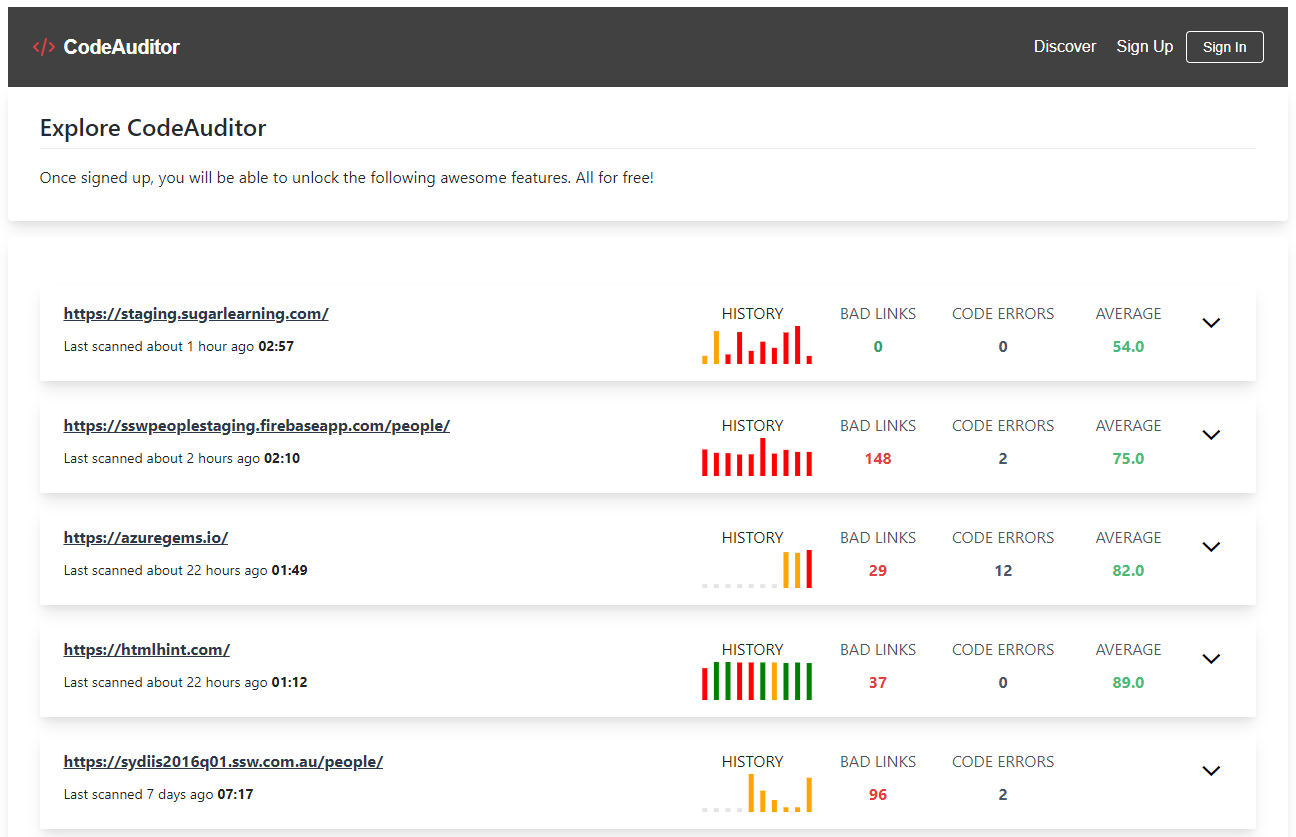 </> CodeAuditor
Discover Sign Up Sign In
Explore CodeAuditor
Once signed up, you will be able to unlock the following awesome features. All for free!
https://staging.sugarlearning.com/ HISTORY BAD LINKS CODE ERRORS AVERAGE
Last scanned about 1 hour ago 02:57 0 0 54.0
https://sswpeoplestaging.firebaseapp.com/people/ HISTORY BAD LINKS CODE ERRORS AVERAGE
Last scanned about 2 hours ago 02:10 148 2 75.0
https://azuregems.io/ HISTORY BAD LINKS CODE ERRORS AVERAGE
Last scanned about 22 hours ago 01:49 29 12 82.0
https://htmlhint.com/ HISTORY BAD LINKS CODE ERRORS AVERAGE
Last scanned about 22 hours ago 01:12 37 0 89.0
https://sydiis2016q01.ssw.com.au/people/ HISTORY BAD LINKS CODE ERRORS
Last scanned 7 days ago 07:17 96 2